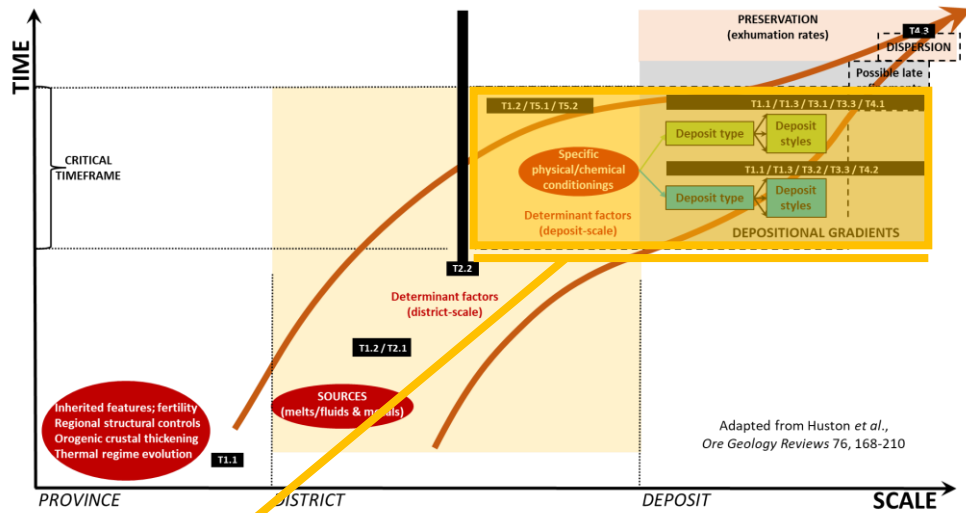 TIME
PRESERVATION
(exhumation rates)
T4.3
DISPERSION
Possible late
CRITICAL
TIMEFRAME
T1.2 / T5.1 / T5.2
T1.1 / T1.3 / T3.1 / T3.3 / T4.1
Deposit type
Deposit
styles
Specific
physical/chemical
conditionings
T1.1 / T1.3 / T3.2 / T3.3 / T4.2
Deposit type
Deposit
styles
Determinant factors
(deposit-scale)
DEPOSITIONAL GRADIENTS
T2.2
Determinant factors
(district-scale)
T1.2 / T2.1
SOURCES
(melts/fluids & metals)
Inherited features; fertility
Regional structural controls
Orogenic crustal thickening
Thermal regime evolution
T1.1
Adapted from Huston et al.,
Ore Geology Reviews 76, 168-210
PROVINCE
DISTRICT
DEPOSIT
SCALE